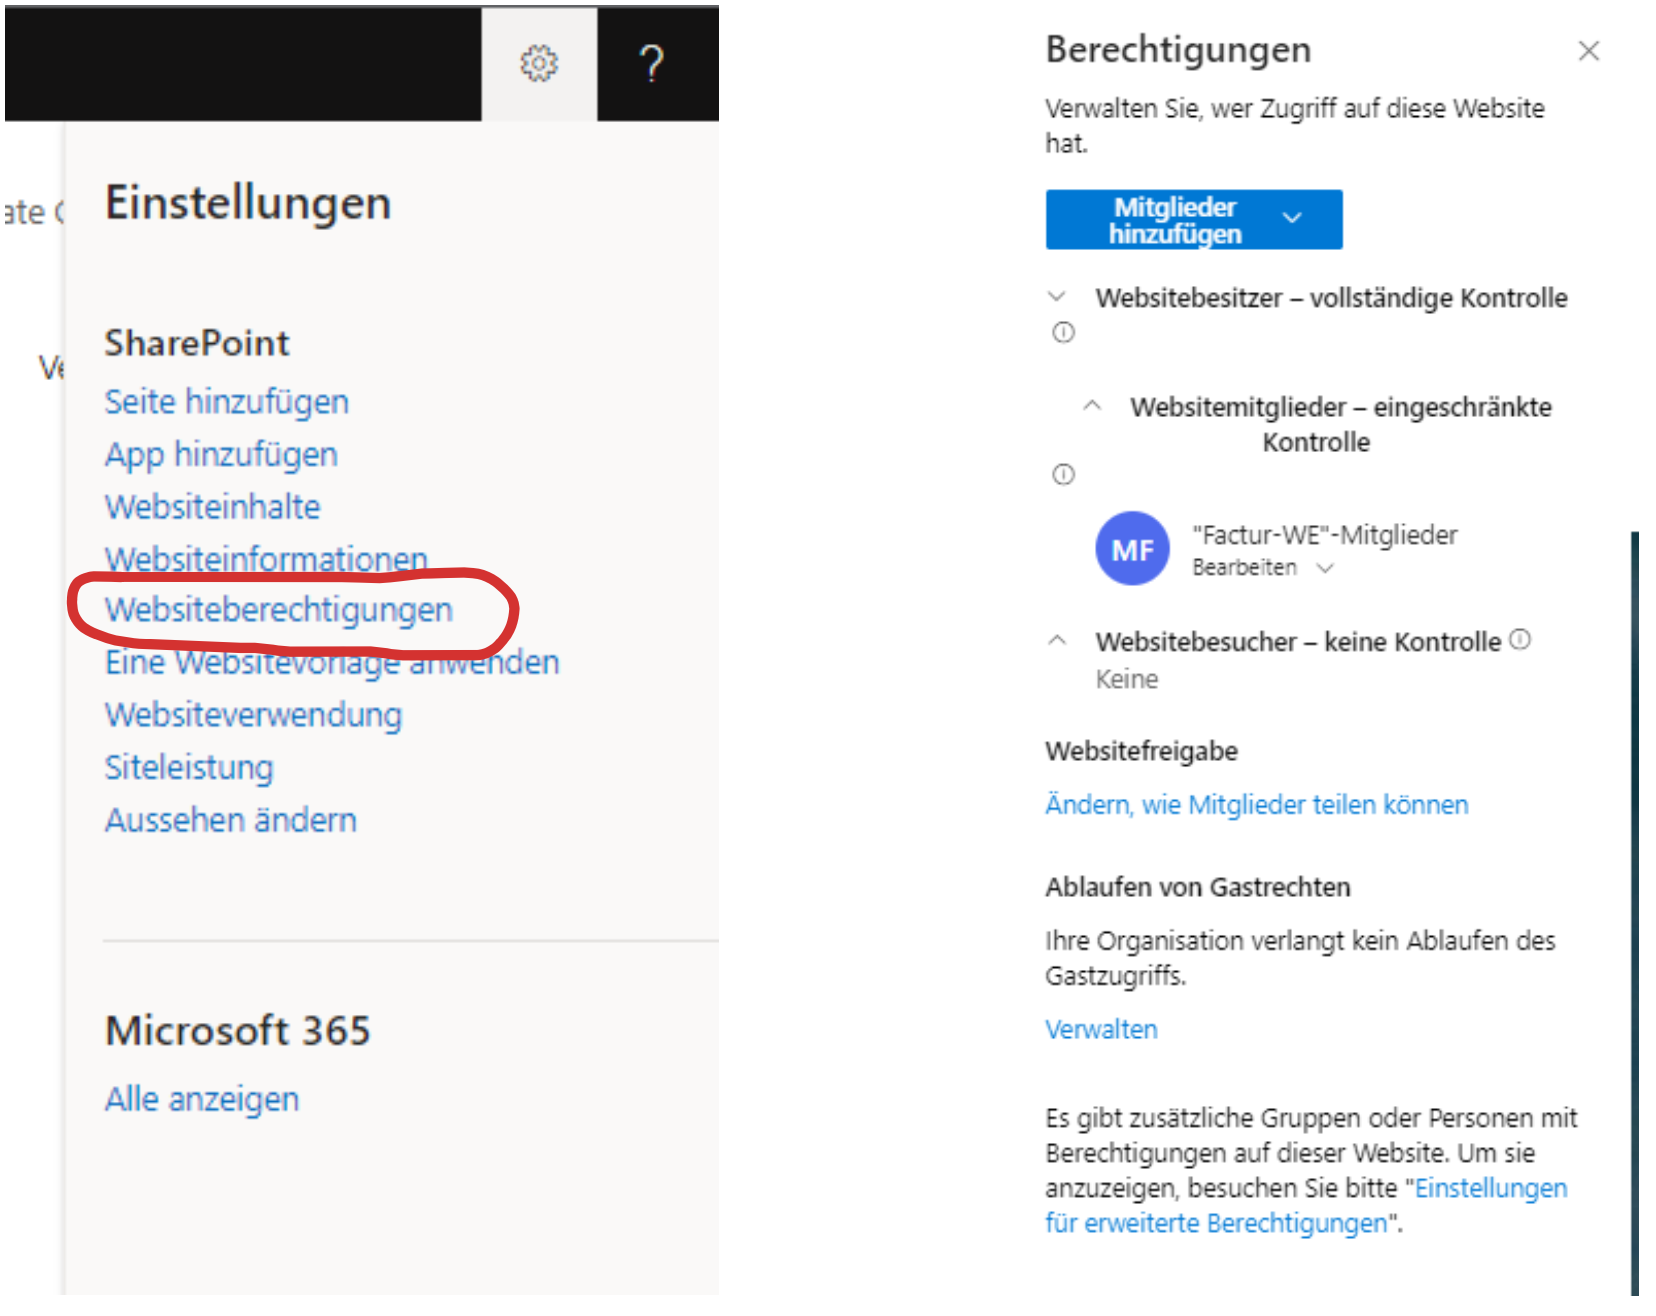 ?
Einstellungen
SharePoint
Seite hinzufügen
App hinzufügen
Websiteinhalte
Websiteinformationen
Websiteberechtigungen
Eine Websitevorlage anwenden
Websiteverwendung
Siteleistung
Aussehen ändern
Microsoft 365
Alle anzeigen
Berechtigungen
Verwalten Sie, wer Zugriff auf diese Website
hat.
Mitglieder
hinzufügen
Websitebesitzer – vollständige Kontrolle
Websitemitglieder – eingeschränkte
Kontrolle
MF
"Factur-WE"-Mitglieder
Bearbeiten
Websitebesucher – keine Kontrolle
Keine
Websitefreigabe
Ändern, wie Mitglieder teilen können
Ablaufen von Gastrechten
Ihre Organisation verlangt kein Ablaufen des
Gastzugriffs.
Verwalten
Es gibt zusätzliche Gruppen oder Personen mit
Berechtigungen auf dieser Website. Um sie
anzuzeigen, besuchen Sie bitte "Einstellungen
für erweiterte Berechtigungen".